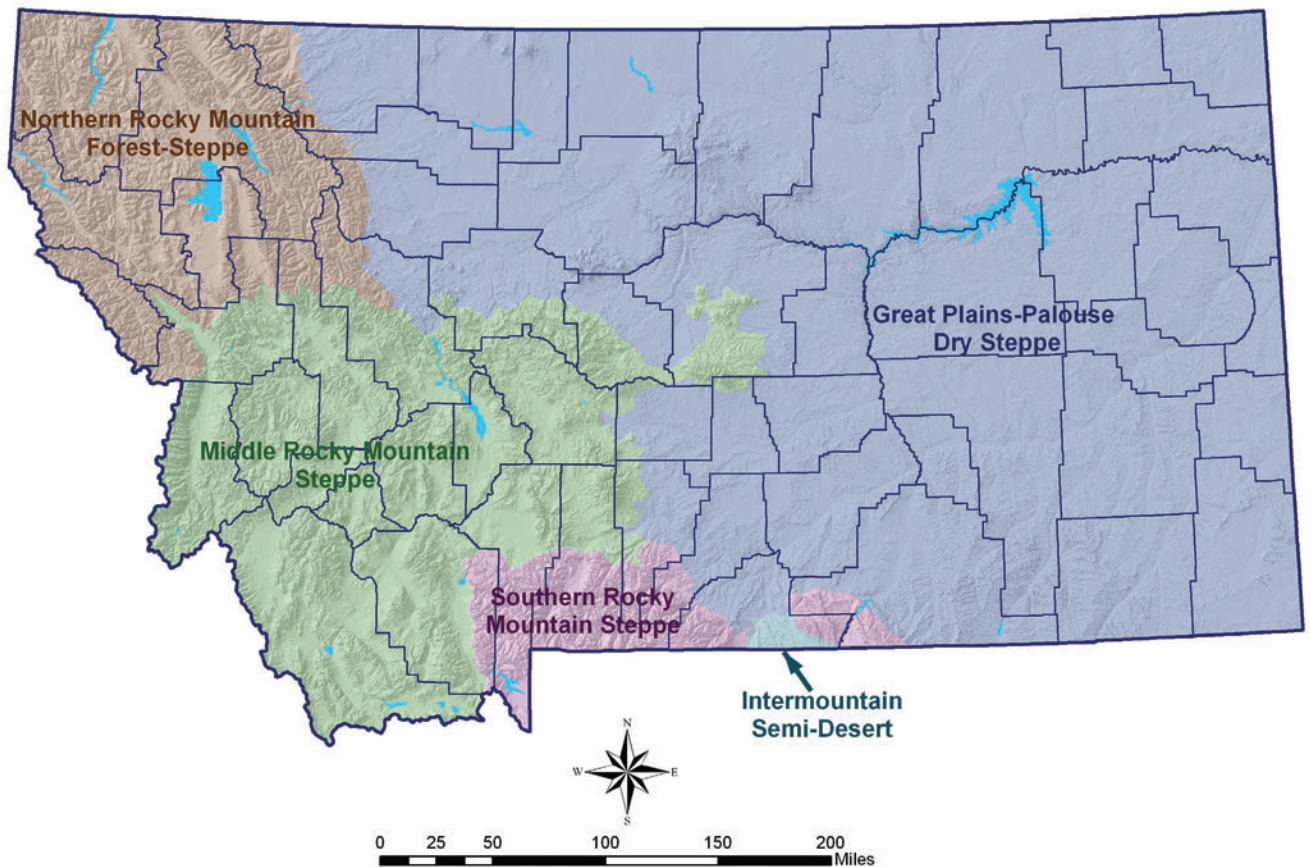 Northern Rocky Mountain
Forest-Steppe
Great Plains-Palouse
Dry Steppe
Middle Rocky Mountain
Steppe
Southern Rocky
Mountain Steppe
Intermountain
Semi-Desert
N
W E
S
0 25 50 100 150 200
Miles